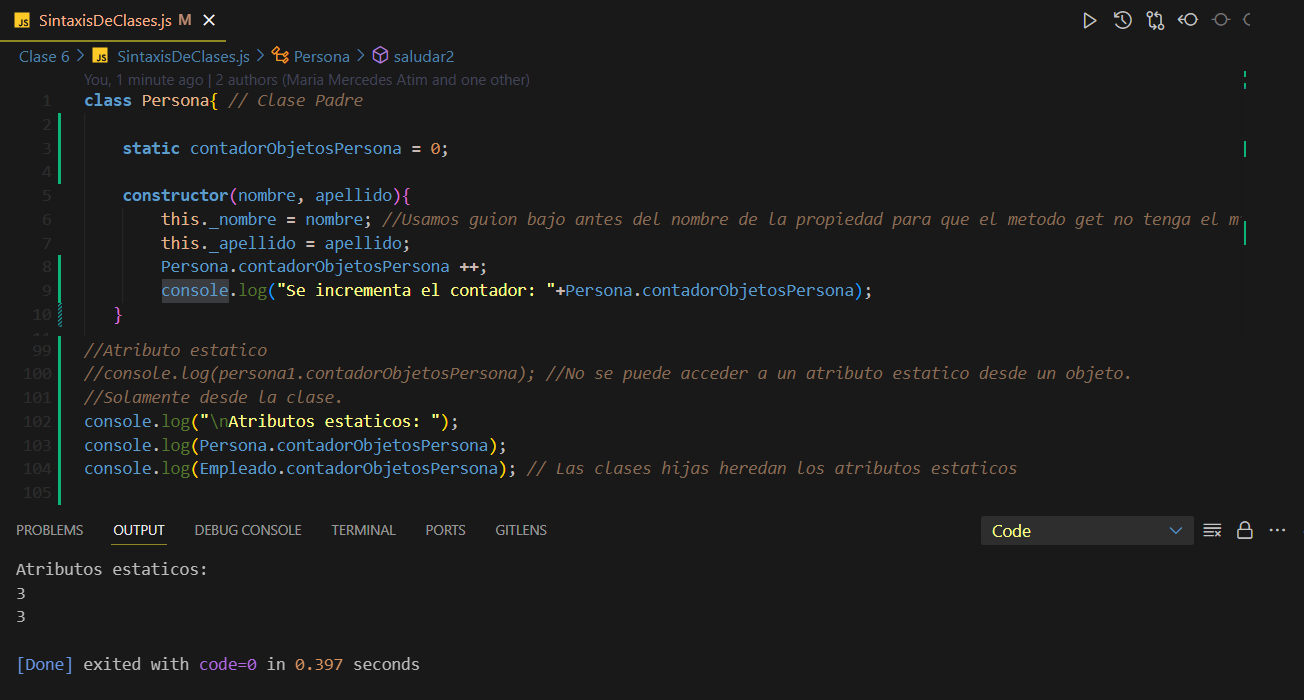 JS SintaxisDeClases.js M
Clase 6 > JS SintaxisDeClases.js > Persona > saludar2
You, 1 minute ago | 2 authors (Maria Mercedes Atim and one other)
1 class Persona{ // Clase Padre
2
3 static contadorObjetosPersona = 0;
4
5 constructor(nombre, apellido){
6 this._nombre = nombre; //Usamos guion bajo antes del nombre de la propiedad para que el metodo get no tenga el m
7 this._apellido = apellido;
8 Persona.contadorObjetosPersona ++;
9 console.log("Se incrementa el contador: "+Persona.contadorObjetosPersona);
10 }
99 //Atributo estatico
100 //console.log(persona1.contadorObjetosPersona); //No se puede acceder a un atributo estatico desde un objeto.
101 //Solamente desde la clase.
102 console.log("\nAtributos estaticos: ");
103 console.log(Persona.contadorObjetosPersona);
104 console.log(Empleado.contadorObjetosPersona); // Las clases hijas heredan los atributos estaticos
105
PROBLEMS OUTPUT DEBUG CONSOLE TERMINAL PORTS GITLENS Code
Atributos estaticos:
3
3
[Done] exited with code=0 in 0.397 seconds